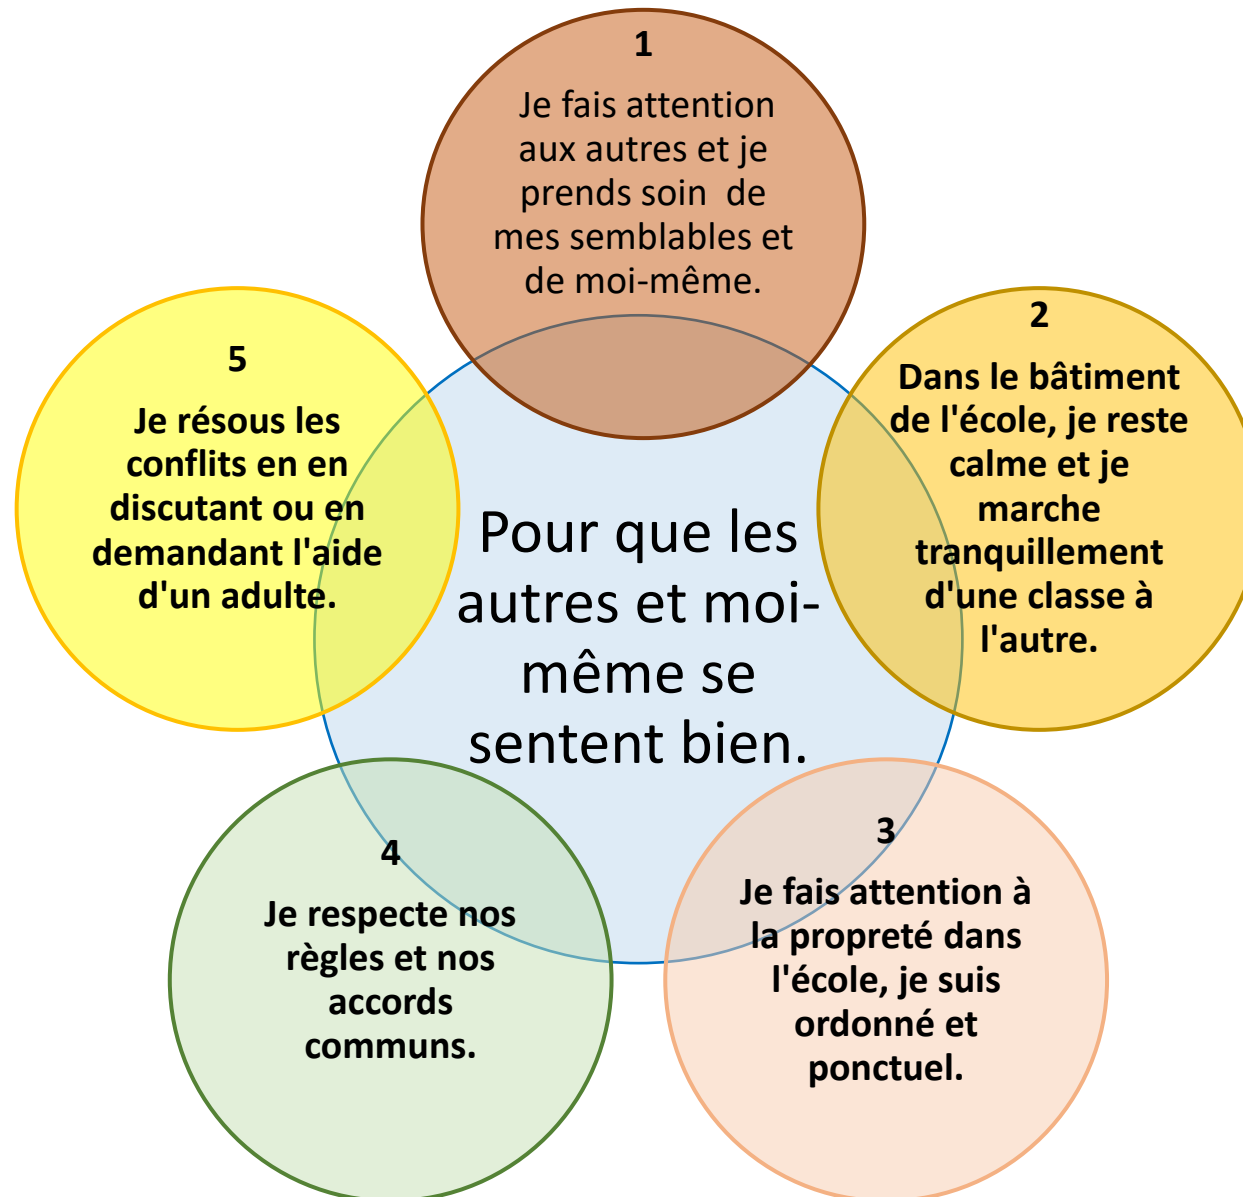 1
Je fais attention
aux autres et je
prends soin  de
mes semblables et
de moi-même.
2
Dans le bâtiment
de l'école, je reste
calme et je
marche
tranquillement
d'une classe à
l'autre.
3
Je fais attention à
la propreté dans
l'école, je suis
ordonné et
ponctuel.
4
Je respecte nos
règles et nos
accords
communs.
5
Je résous les
conflits en en
discutant ou en
demandant l'aide
d'un adulte.
Pour que les
autres et moi-
même se
sentent bien.